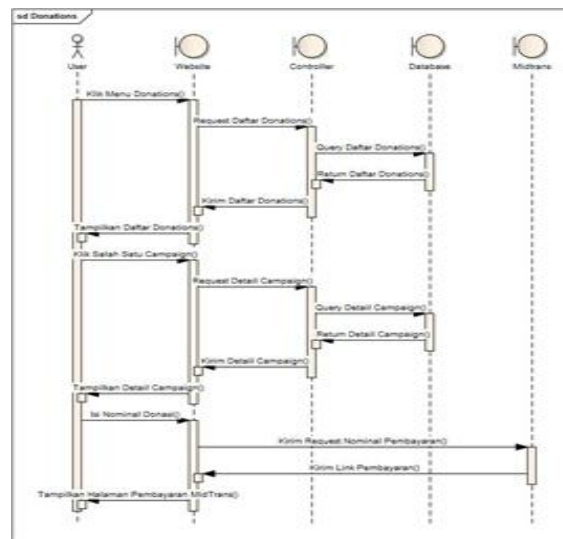 sd Donations
User
Website
Controller
Database
Midtrans
Klik Menu Donations()
Request Daftar Donations()
Query Daftar Donations()
Return Daftar Donations()
Kirim Daftar Donations()
Tampilkan Daftar Donations()
Klik Salah Satu Campaign()
Request Detail Campaign()
Query Detail Campaign()
Return Detail Campaign()
Kirim Detail Campaign()
Tampilkan Detail Campaign()
Isi Nominal Donasi()
Kirim Request Nominal Pembayaran()
Kirim Link Pembayaran()
Tampilkan Halaman Pembayaran MidTrans()